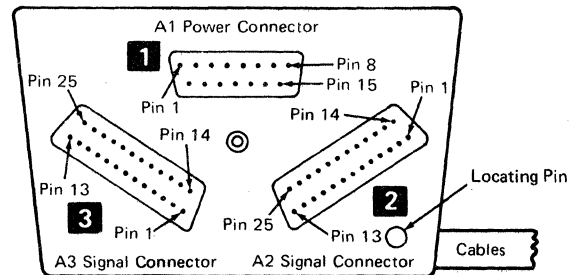 A1 Power Connector
1
Pin 8
Pin 15
Pin 1
Pin 25
Pin 14
Pin 1
Pin 14
Pin 13
3
Pin 1
Pin 25
2
Pin 13
Locating Pin
Cables
A3 Signal Connector
A2 Signal Connector